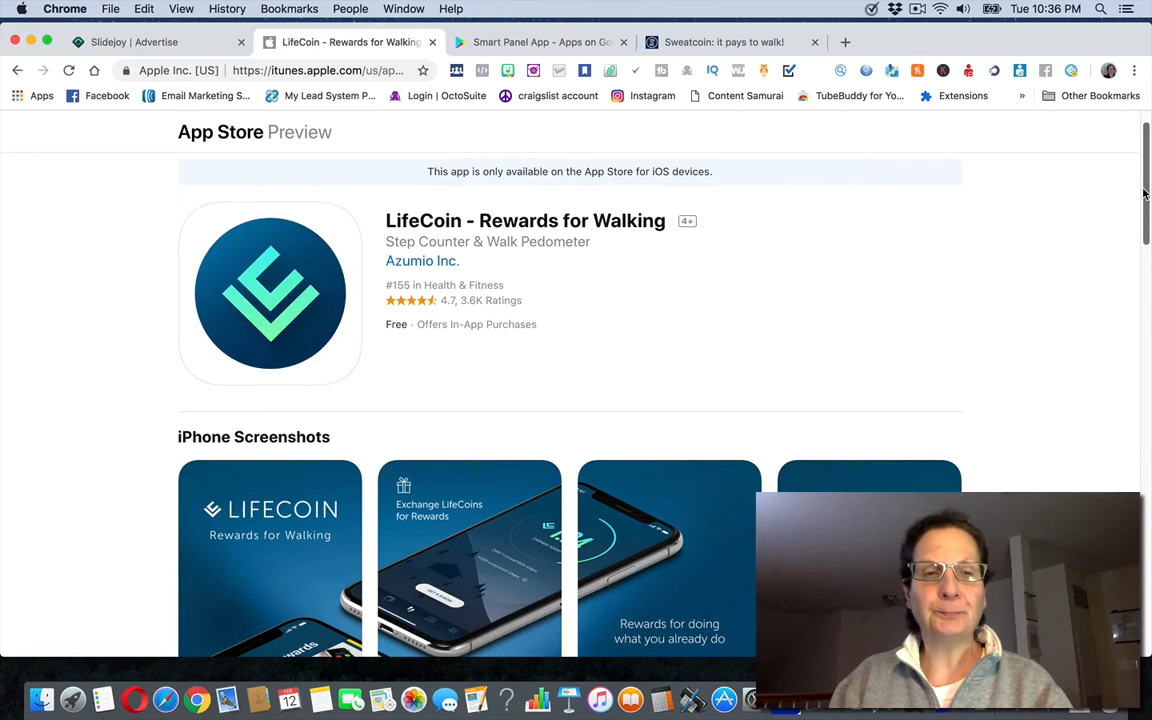 Chrome File Edit View History Bookmarks People Window Help Tue 10:36 PM
Slidejoy | Advertise
LifeCoin - Rewards for Walking
Smart Panel App - Apps on Go
Sweatcoin: it pays to walk!
Apple Inc. [US] https://itunes.apple.com/us/ap...
Apps Facebook Email Marketing S... My Lead System P... Login | OctoSuite craigslist account Instagram Content Samurai TubeBuddy for Yo... Extensions » Other Bookmarks
App Store Preview
This app is only available on the App Store for iOS devices.
LifeCoin - Rewards for Walking 4+
Step Counter & Walk Pedometer
Azumio Inc.
#155 in Health & Fitness
4.7, 3.6K Ratings
Free · Offers In-App Purchases
iPhone Screenshots
LIFECOIN
Rewards for Walking
Exchange LifeCoins
for Rewards
Rewards for doing
what you already do
FEB
12